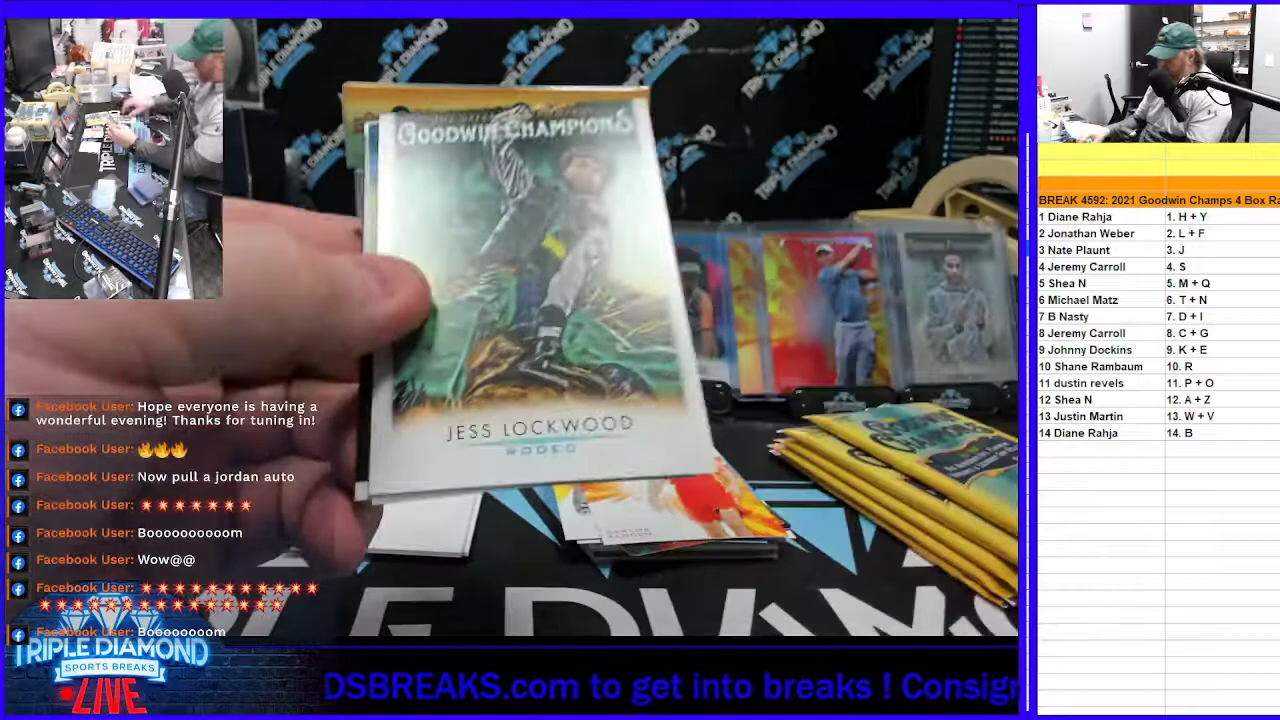 GOODWIN CHAMPIONS
JESS LOCKWOOD
RODEO
Facebook User: Hope everyone is having a
wonderful evening! Thanks for tuning in!
Facebook User: 🔥🔥🔥
Facebook User: Now pull a jordan auto
Facebook User: 💥💥💥💥💥💥💥
Facebook User: Boooooooooom
Facebook User: Wow@@
Facebook User: 💥💥💥💥💥💥💥💥💥💥💥
💥💥💥💥💥💥💥💥💥💥💥💥💥💥💥
Facebook User: Boooooooom
TRIPLE DIAMOND
SPORTS BREAKS
LIVE
DSBREAKS.com to get into breaks ! Consign
BREAK 4592: 2021 Goodwin Champs 4 Box Ra
1 Diane Rahja 1. H + Y
2 Jonathan Weber 2. L + F
3 Nate Plaunt 3. J
4 Jeremy Carroll 4. S
5 Shea N 5. M + Q
6 Michael Matz 6. T + N
7 B Nasty 7. D + I
8 Jeremy Carroll 8. C + G
9 Johnny Dockins 9. K + E
10 Shane Rambaum 10. R
11 dustin revels 11. P + O
12 Shea N 12. A + Z
13 Justin Martin 13. W + V
14 Diane Rahja 14. B